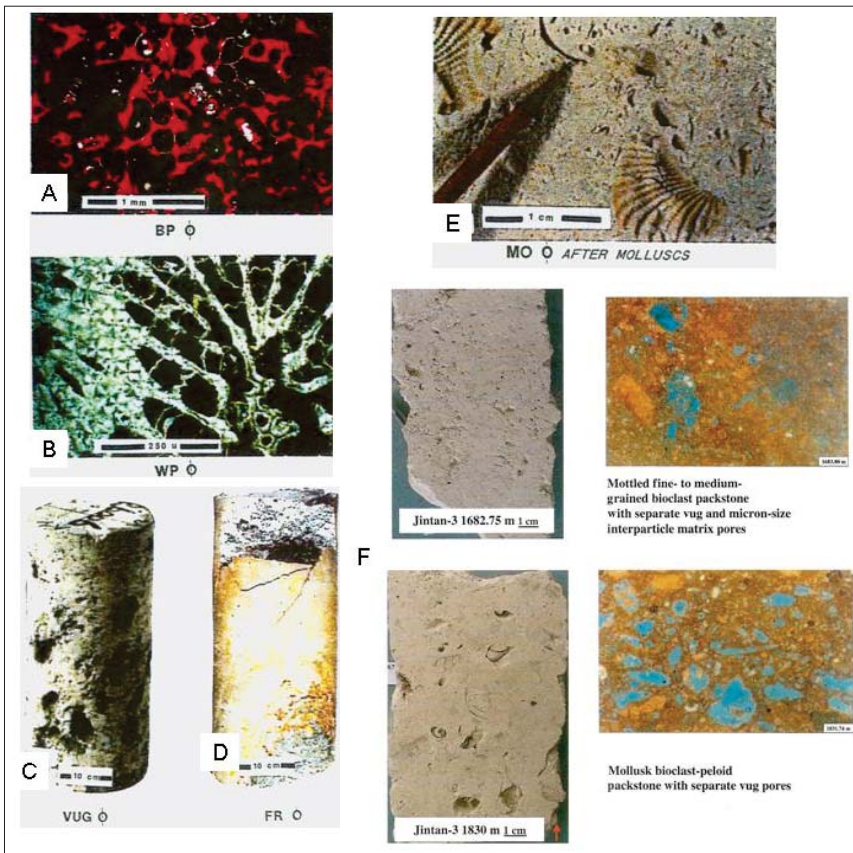 A
1 mm
BP ϕ
B
250 u
WP ϕ
C
10 cm
VUG ϕ
D
10 cm
FR ϕ
E
1 cm
MO ϕ AFTER MOLLUSCS
F
Jintan-3 1682.75 m 1 cm
Mottled fine- to medium-
grained bioclast packstone
with separate vug and micron-size
interparticle matrix pores
Jintan-3 1830 m 1 cm
Mollusk bioclast-peloid
packstone with separate vug pores